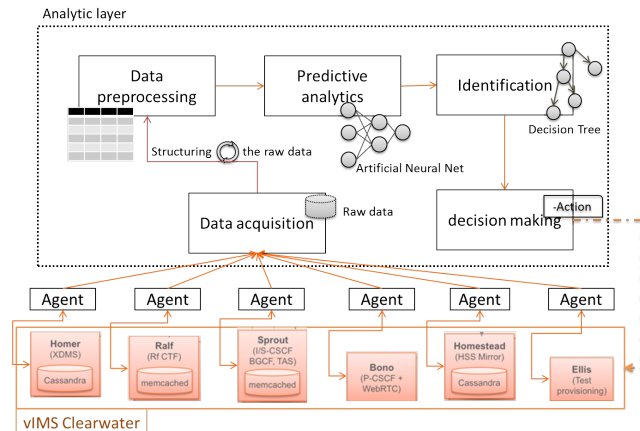 Analytic layer
Data
preprocessing
Predictive
analytics
Identification
Decision Tree
Artificial Neural Net
Structuring the raw data
Data acquisition
Raw data
decision making
-Action
Agent
Agent
Agent
Agent
Agent
Agent
Homer
(XDMS)
Cassandra
Ralf
(Rf CTF)
memcached
Sprout
(I/S-CSCF
BGCF, TAS)
memcached
Bono
(P-CSCF +
WebRTC)
Homestead
(HSS Mirror)
Cassandra
Ellis
(Test
provisioning)
vIMS Clearwater